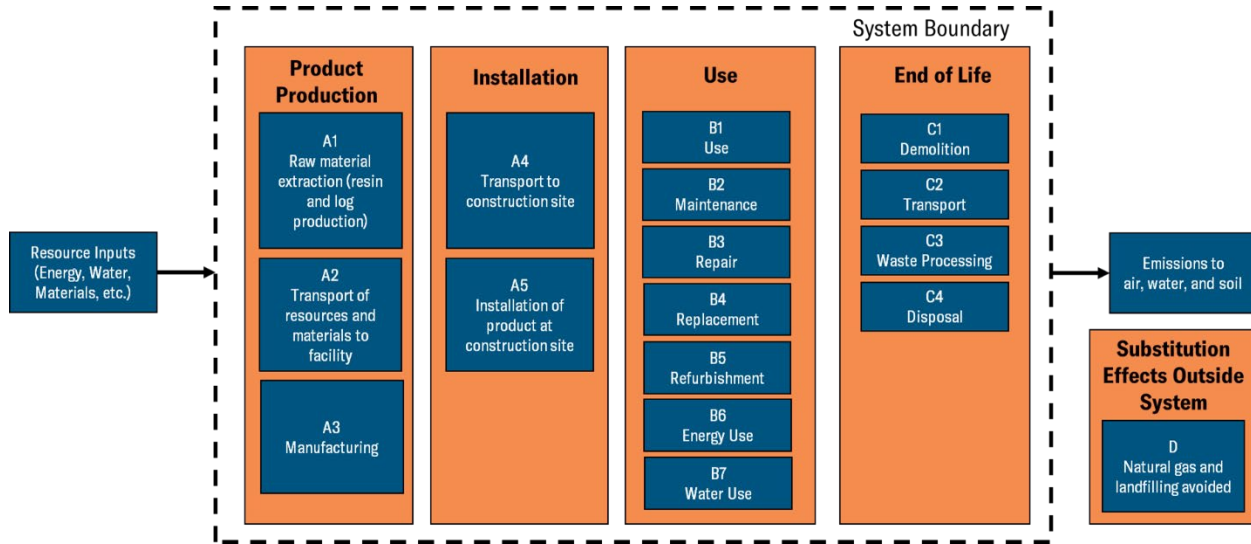 System Boundary
Resource Inputs
(Energy, Water,
Materials, etc.)
Product
Production
A1
Raw material
extraction (resin
and log
production)
A2
Transport of
resources and
materials to
facility
A3
Manufacturing
Installation
A4
Transport to
construction site
A5
Installation of
product at
construction site
Use
B1
Use
B2
Maintenance
B3
Repair
B4
Replacement
B5
Refurbishment
B6
Energy Use
B7
Water Use
End of Life
C1
Demolition
C2
Transport
C3
Waste Processing
C4
Disposal
Emissions to
air, water, and
soil
Substitution
Effects Outside
System
D
Natural gas and
landfilling avoided